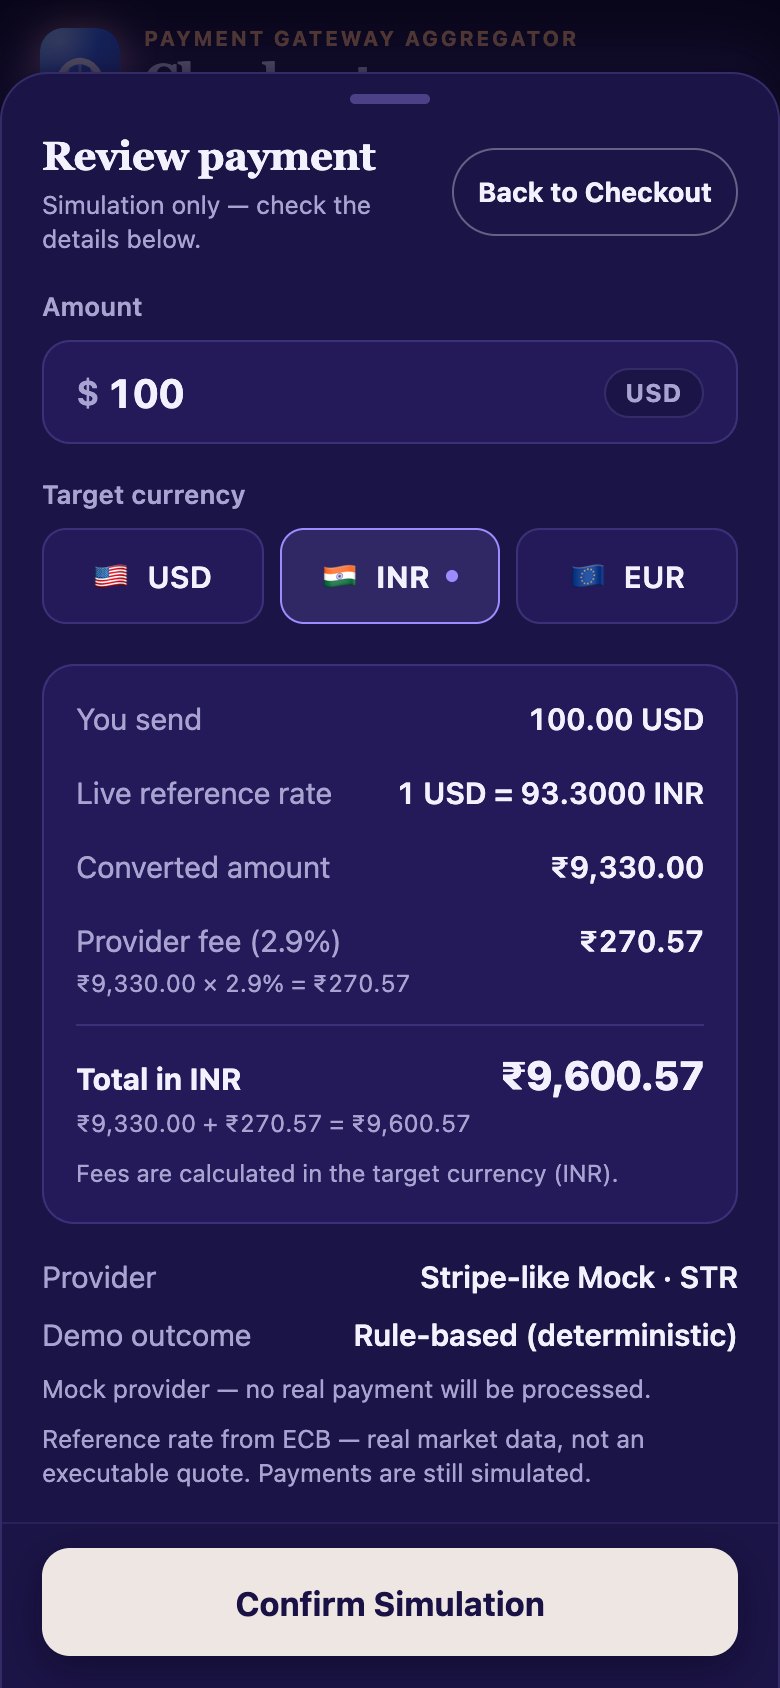 PAYMENT GATEWAY AGGREGATOR
Review payment
Simulation only — check the
details below.
Back to Checkout
Amount
$ 100
USD
Target currency
USD
INR
EUR
You send
100.00 USD
Live reference rate
1 USD = 93.3000 INR
Converted amount
₹9,330.00
Provider fee (2.9%)
₹270.57
₹9,330.00 × 2.9% = ₹270.57
Total in INR
₹9,600.57
₹9,330.00 + ₹270.57 = ₹9,600.57
Fees are calculated in the target currency (INR).
Provider
Stripe-like Mock · STR
Demo outcome
Rule-based (deterministic)
Mock provider — no real payment will be processed.
Reference rate from ECB — real market data, not an
executable quote. Payments are still simulated.
Confirm Simulation